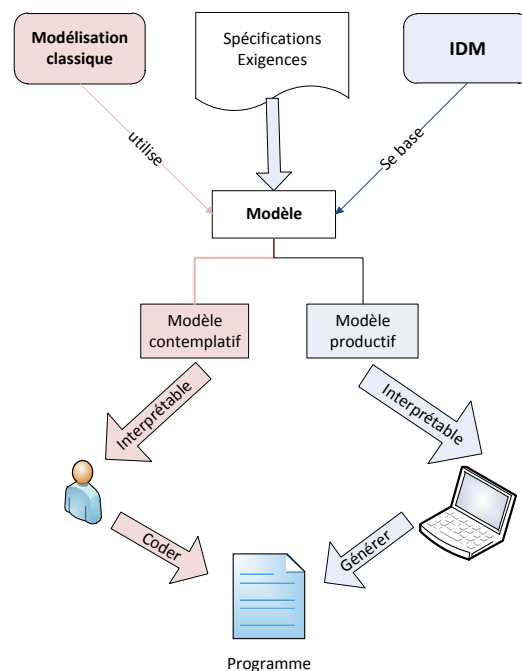 Modélisation
classique
Spécifications
Exigences
IDM
utilise
Se base
Modèle
Modèle
contemplatif
Modèle
productif
Interprétable
Interprétable
Coder
Générer
Programme